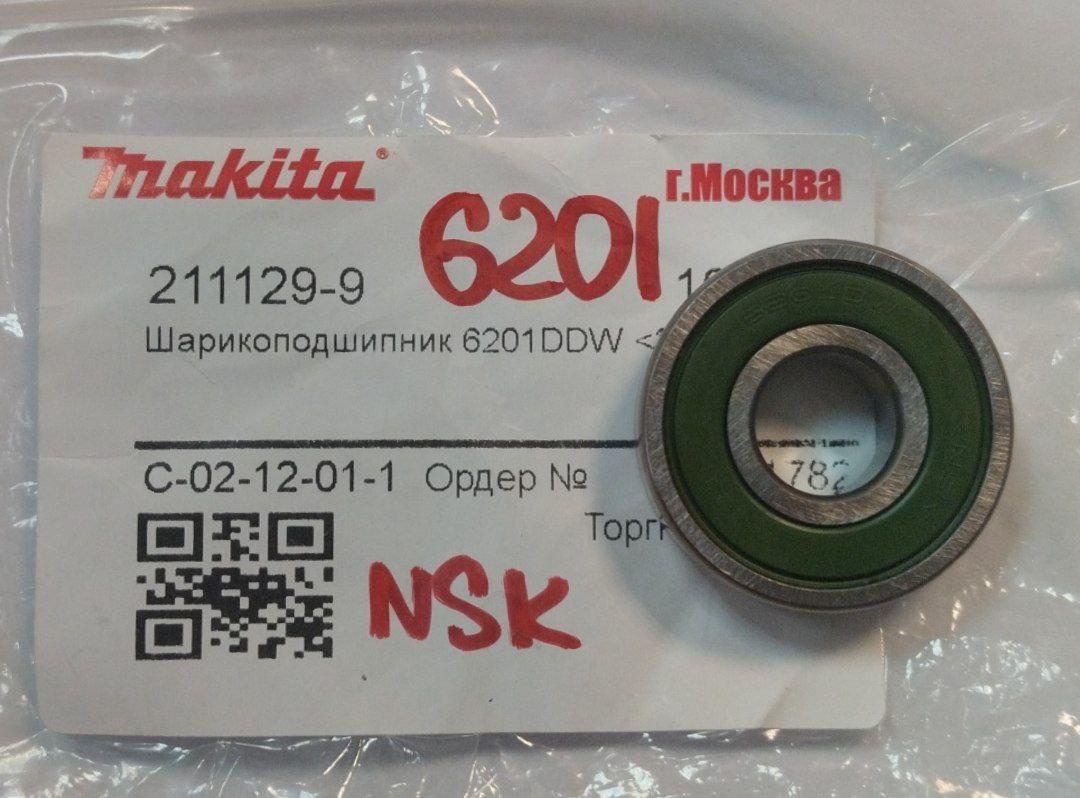 Makita®
г.Москва
6201
211129-9
Шарикоподшипник 6201DDW
C-02-12-01-1 Ордер №
782
NSK